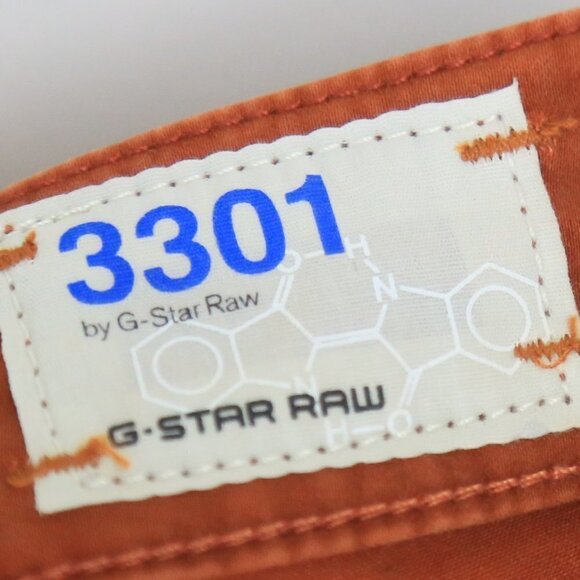 3301
by G-Star Raw
G-STAR RAW
O H
N
N
H-O